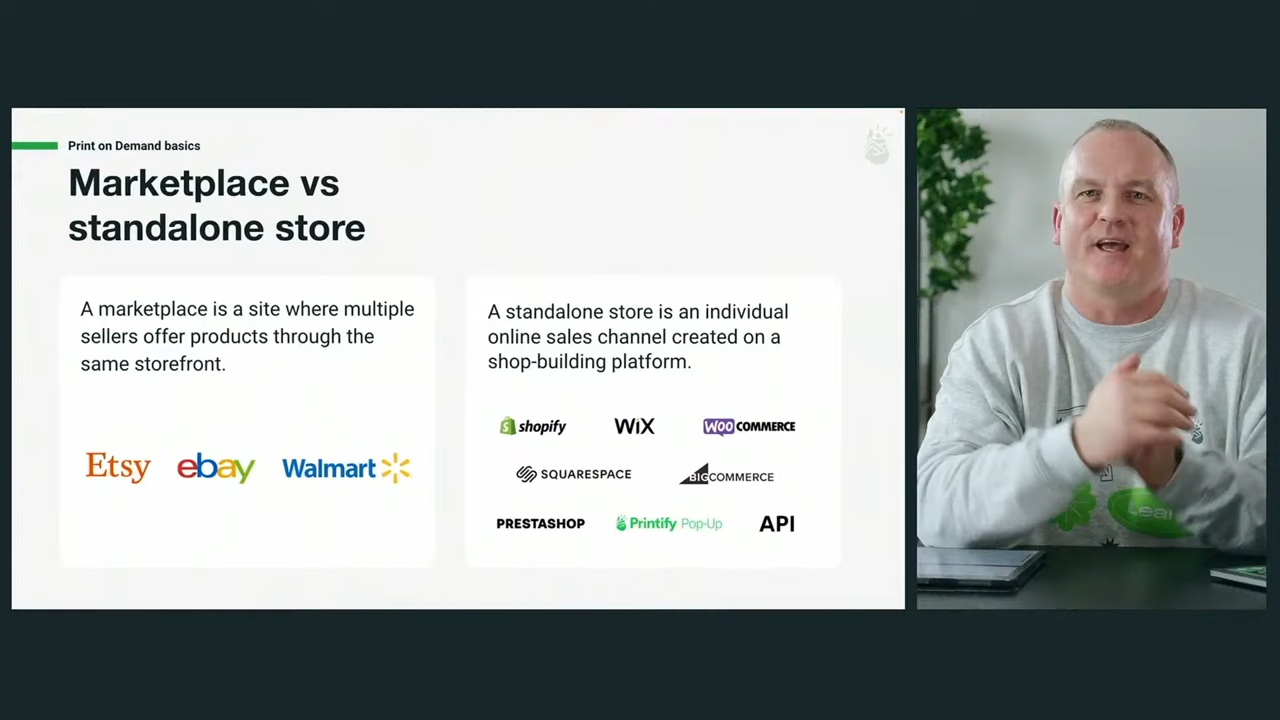 Print on Demand basics
Marketplace vs
standalone store
A marketplace is a site where multiple
sellers offer products through the
same storefront.
Etsy ebay Walmart
A standalone store is an individual
online sales channel created on a
shop-building platform.
shopify WiX WOO COMMERCE
SQUARESPACE BIGCOMMERCE
PRESTASHOP Printify Pop-Up API